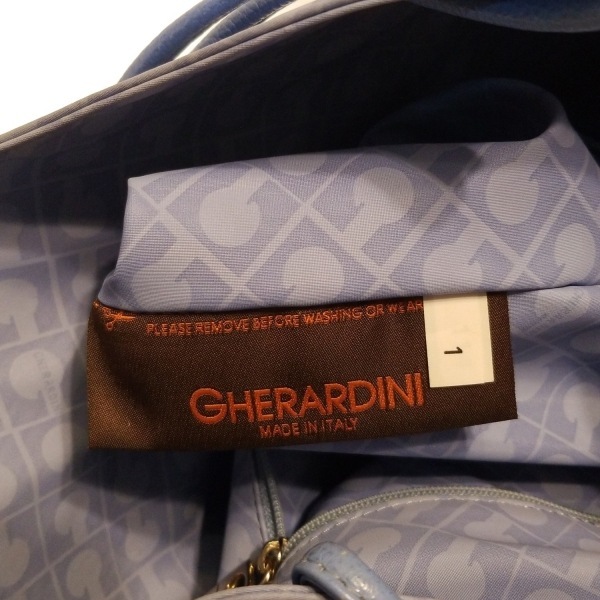 PLEASE REMOVE BEFORE WASHING OR WEAR
1
GHERARDINI
MADE IN ITALY